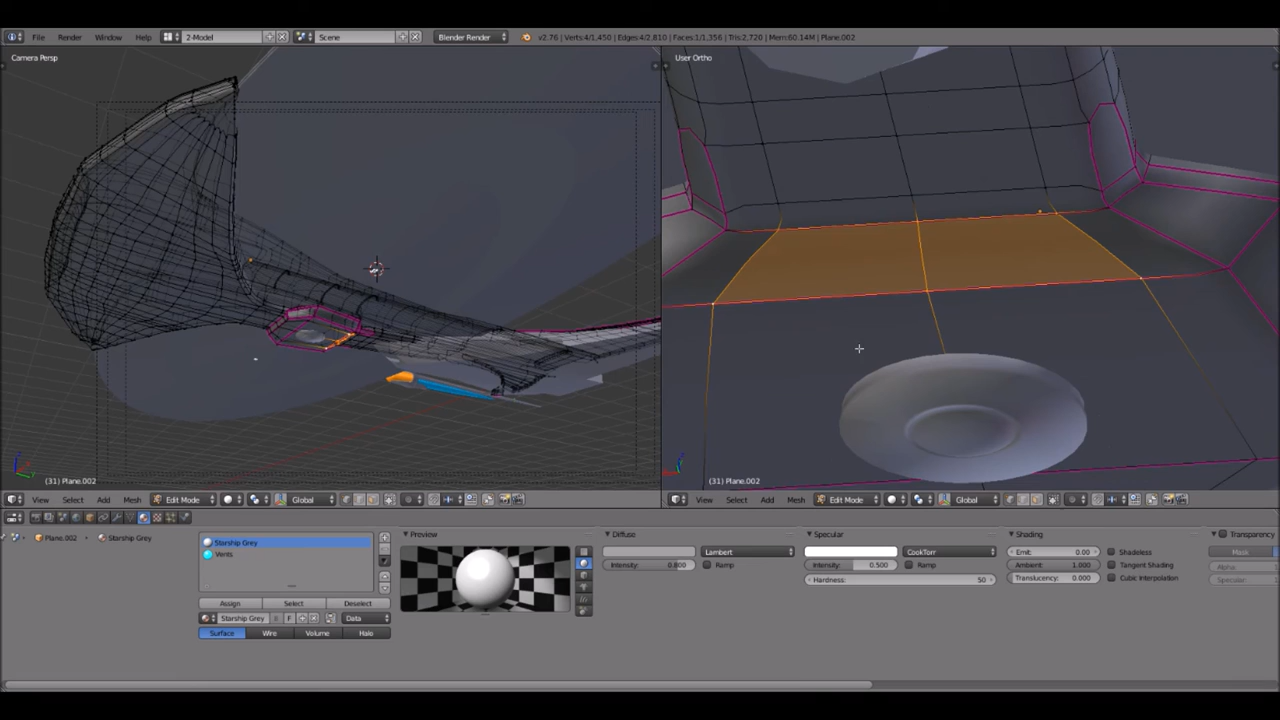 File Render Window Help 2-Model Scene Blender Render v2.76 | Verts:4/1,450 | Edges:4/2,810 | Faces:1/1,356 | Tris:2,720 | Mem:60.14M | Plane.002
Camera Persp
User Ortho
(31) Plane.002
(31) Plane.002
View Select Add Mesh Edit Mode Global
View Select Add Mesh Edit Mode Global
Plane.002 Starship Grey
Starship Grey
Vents
Assign Select Deselect
Starship Grey 8 F Data
Surface Wire Volume Halo
Preview
Diffuse
Lambert
Intensity: 0.800 Ramp
Specular
CookTorr
Intensity: 0.500 Ramp
Hardness: 50
Shading
Emit: 0.00 Shadeless
Ambient: 1.000 Tangent Shading
Translucency: 0.000 Cubic Interpolation
Transparency
Mask
Alpha:
Specular: